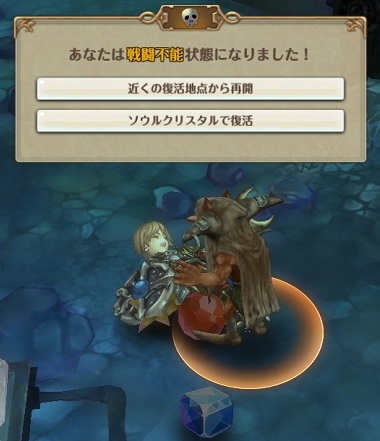 あなたは戦闘不能状態になりました！
近くの復活地点から再開
ソウルクリスタルで復活